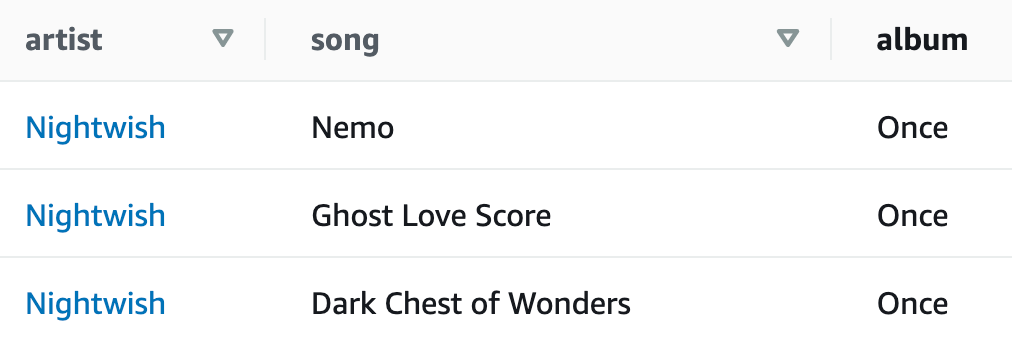 artist song album
Nightwish Nemo Once
Nightwish Ghost Love Score Once
Nightwish Dark Chest of Wonders Once